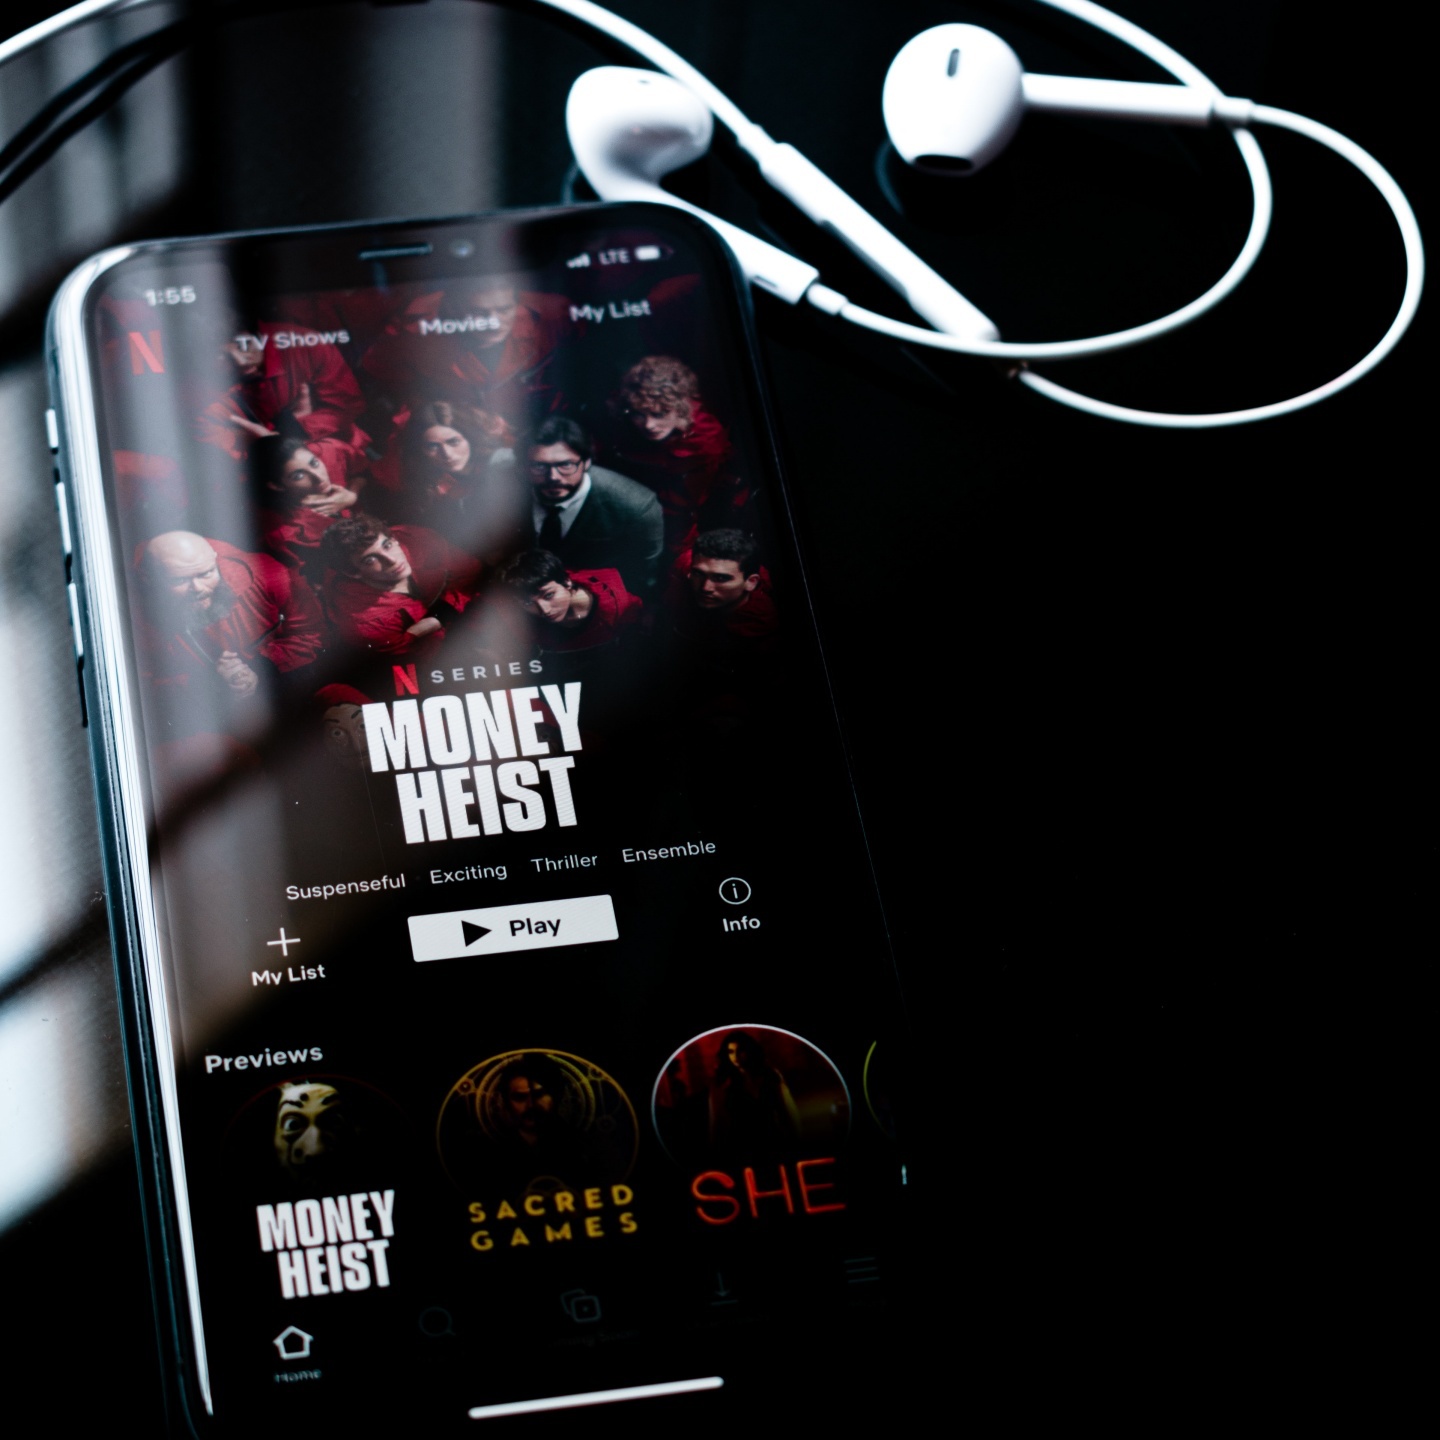 1:55 LTE
N TV Shows Movies My List
N SERIES
MONEY
HEIST
Suspenseful Exciting Thriller Ensemble
My List Play Info
Previews
MONEY
HEIST
SACRED
GAMES
SHE
Home